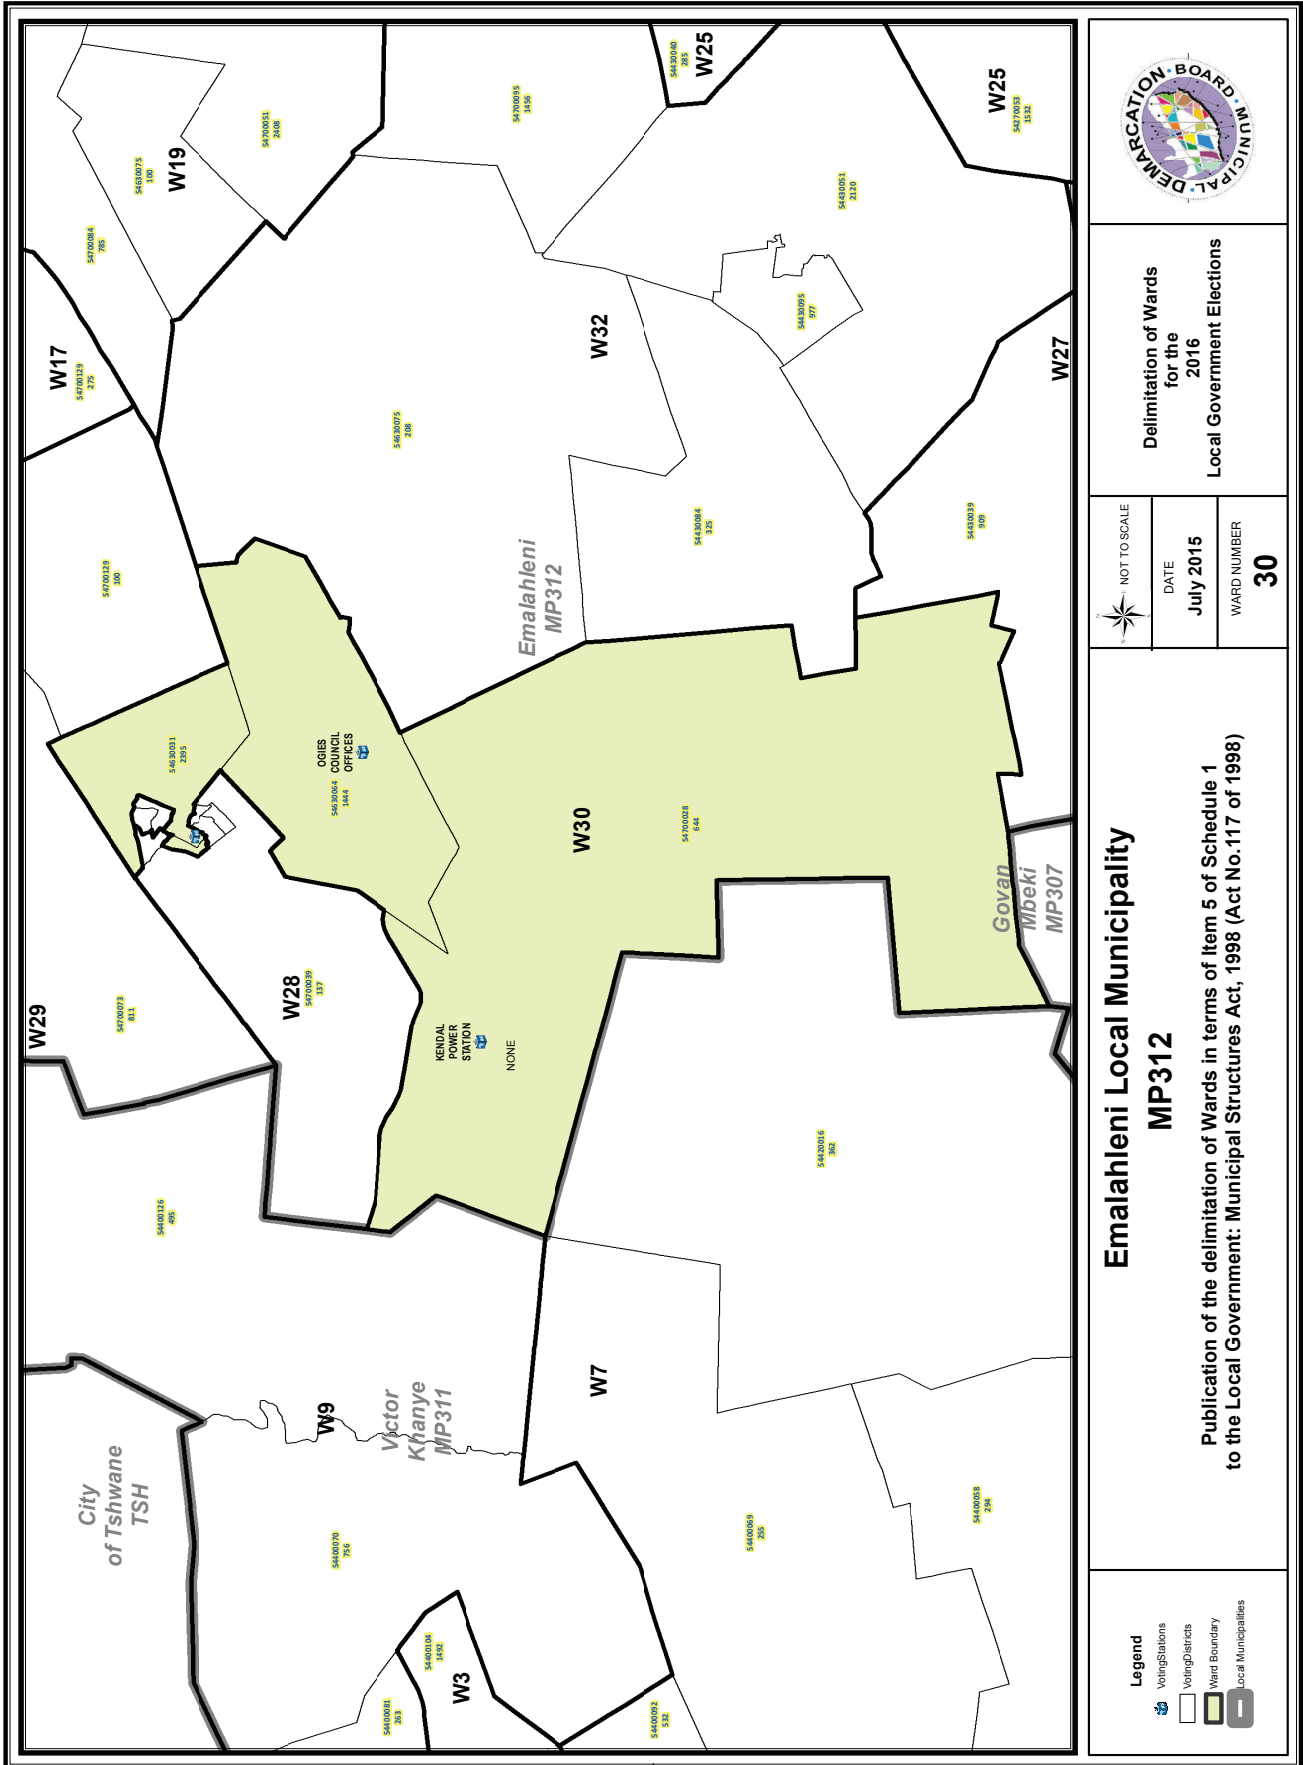 City
of Tshwane
TSH
W29
W17
54700129
275
54700084
785
54630075
100
W19
54700051
2408
54700129
100
54630031
2395
54700073
811
54400126
495
W28
54700039
137
OGIES
COUNCIL
OFFICES
54630064
1444
54630075
208
W9
Victor
Khanye
MP311
54400070
756
54400081
263
54400104
1492
W3
KENDAL
POWER
STATION
NONE
Emalahleni
MP312
54700095
1456
W32
W30
W7
54400092
532
54430040
285
W25
54430084
325
54700028
644
54400069
255
54420016
362
54430095
977
54430051
2120
54430039
909
54400058
294
Govan
Mbeki
MP307
W25
54270053
1532
W27
Legend
VotingStations
VotingDistricts
Ward Boundary
Local Municipalities
Emalahleni Local Municipality
MP312
Publication of the delimitation of Wards in terms of Item 5 of Schedule 1
to the Local Government: Municipal Structures Act, 1998 (Act No.117 of 1998)
N
W
E
S
NOT TO SCALE
DATE
July 2015
WARD NUMBER
30
Delimitation of Wards
for the
2016
Local Government Elections
MUNICIPAL DEMARCATION BOARD